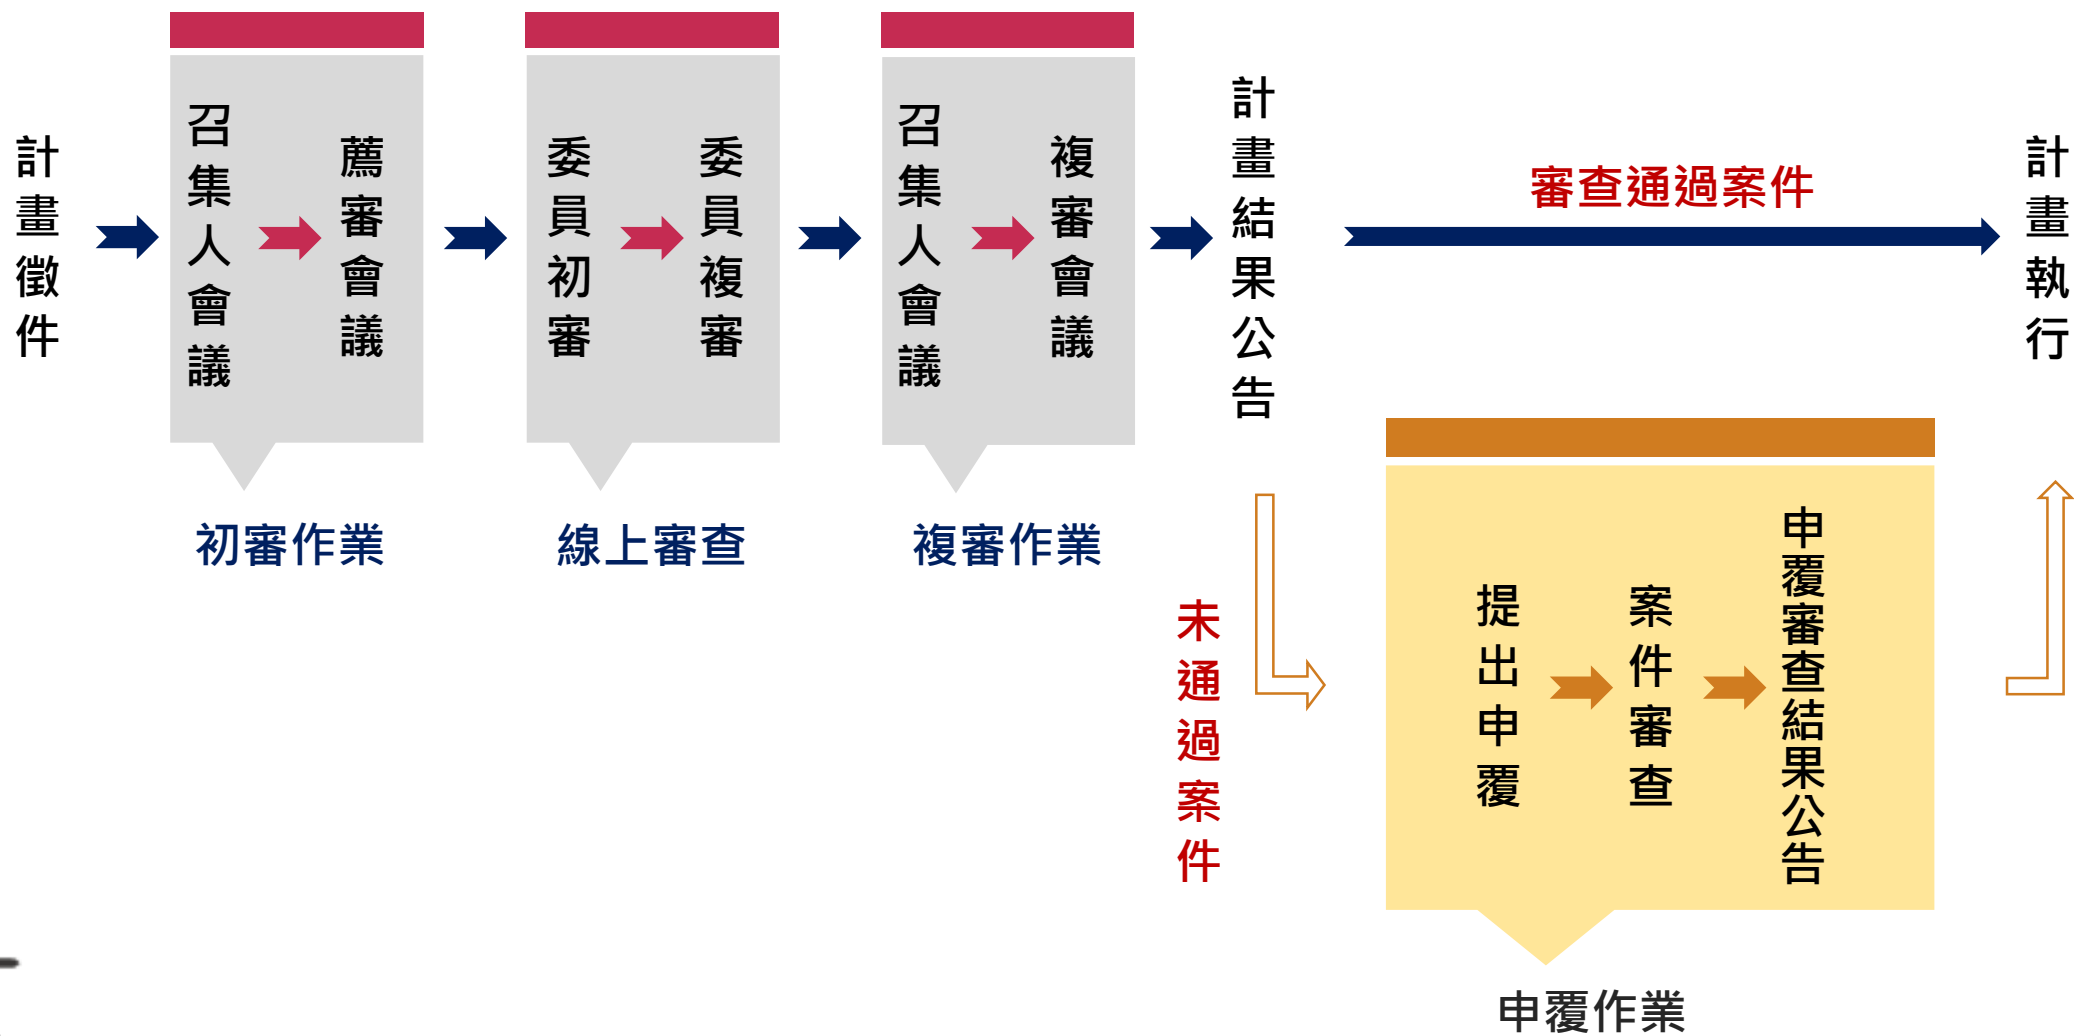 計畫徵件
召集人會議
薦審會議
初審作業
委員初審
委員複審
線上審查
召集人會議
複審會議
複審作業
計畫結果公告
審查通過案件
計畫執行
未通過案件
提出申覆
案件審查
申覆審查結果公告
申覆作業